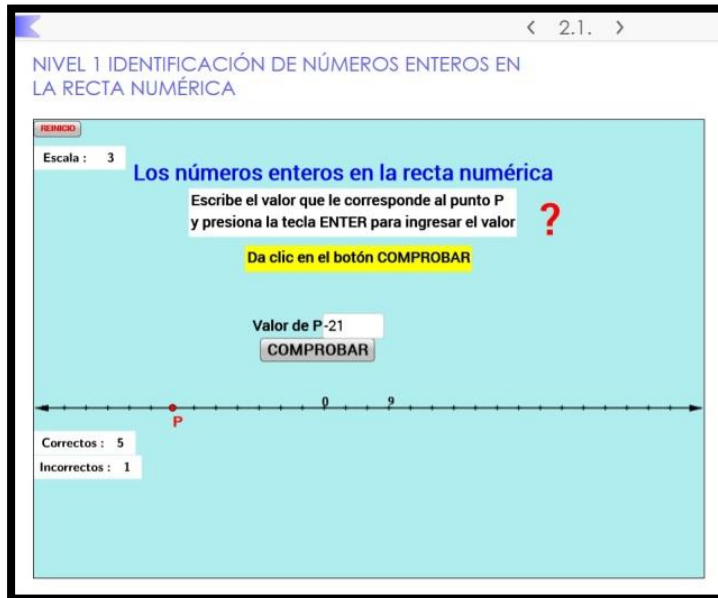 < 2.1. >
NIVEL 1 IDENTIFICACIÓN DE NÚMEROS ENTEROS EN
LA RECTA NUMÉRICA
REINICIO
Escala : 3
Los números enteros en la recta numérica
Escribe el valor que le corresponde al punto P
y presiona la tecla ENTER para ingresar el valor
?
Da clic en el botón COMPROBAR
Valor de P -21
COMPROBAR
0 9
P
Correctos : 5
Incorrectos : 1